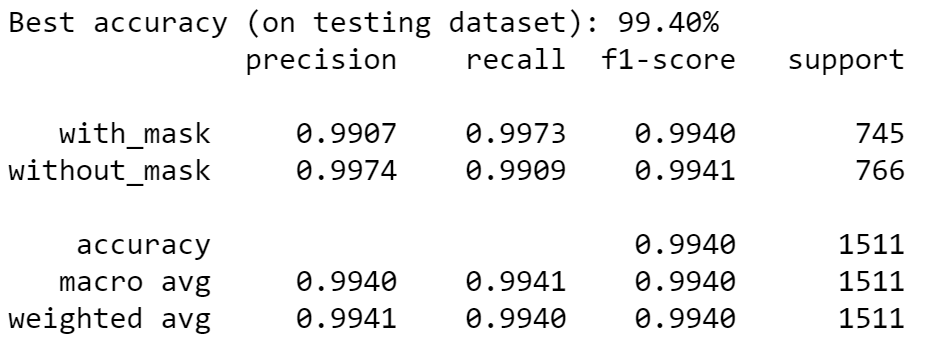 Best accuracy (on testing dataset): 99.40%
precision recall f1-score support
with_mask 0.9907 0.9973 0.9940 745
without_mask 0.9974 0.9909 0.9941 766
accuracy 0.9940 1511
macro avg 0.9940 0.9941 0.9940 1511
weighted avg 0.9941 0.9940 0.9940 1511